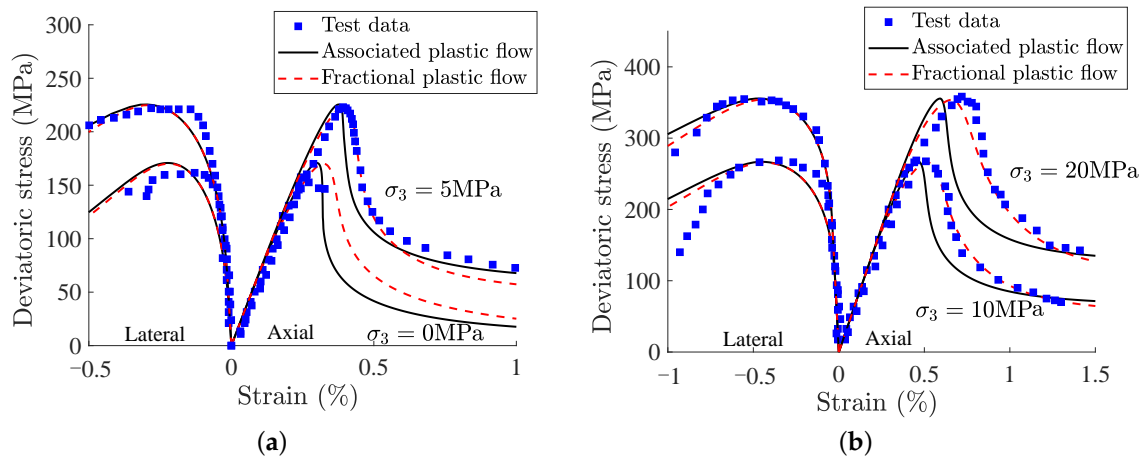 Test data
Associated plastic flow
Fractional plastic flow
300
250
200
150
100
50
0
Deviatoric stress (MPa)
σ₃ = 5MPa
σ₃ = 0MPa
Lateral
Axial
−0.5
0
0.5
1
Strain (%)
(a)
Test data
Associated plastic flow
Fractional plastic flow
400
300
200
100
0
Deviatoric stress (MPa)
σ₃ = 20MPa
σ₃ = 10MPa
Lateral
Axial
−1
−0.5
0
0.5
1
1.5
Strain (%)
(b)